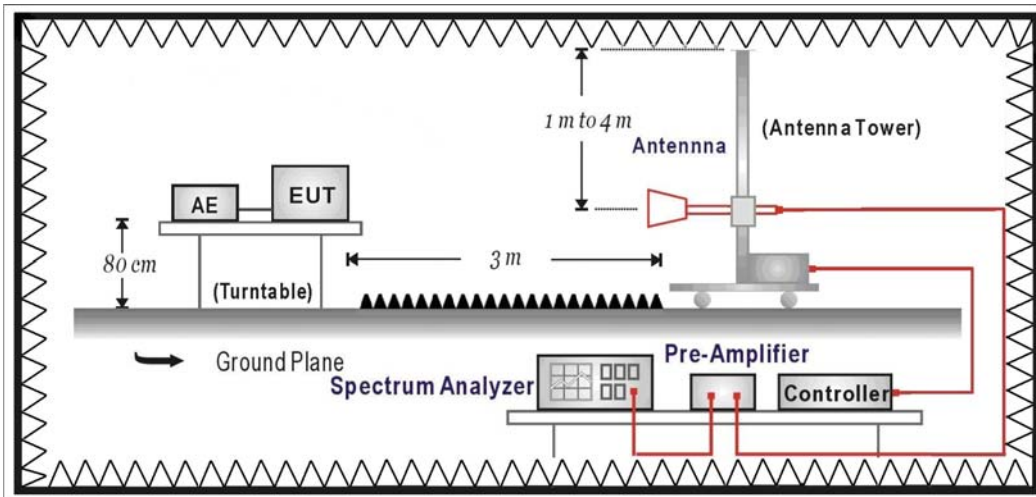 1 m to 4 m
(Antenna Tower)
Antennna
AE
EUT
80 cm
3 m
(Turntable)
Ground Plane
Pre-Amplifier
Spectrum Analyzer
Controller